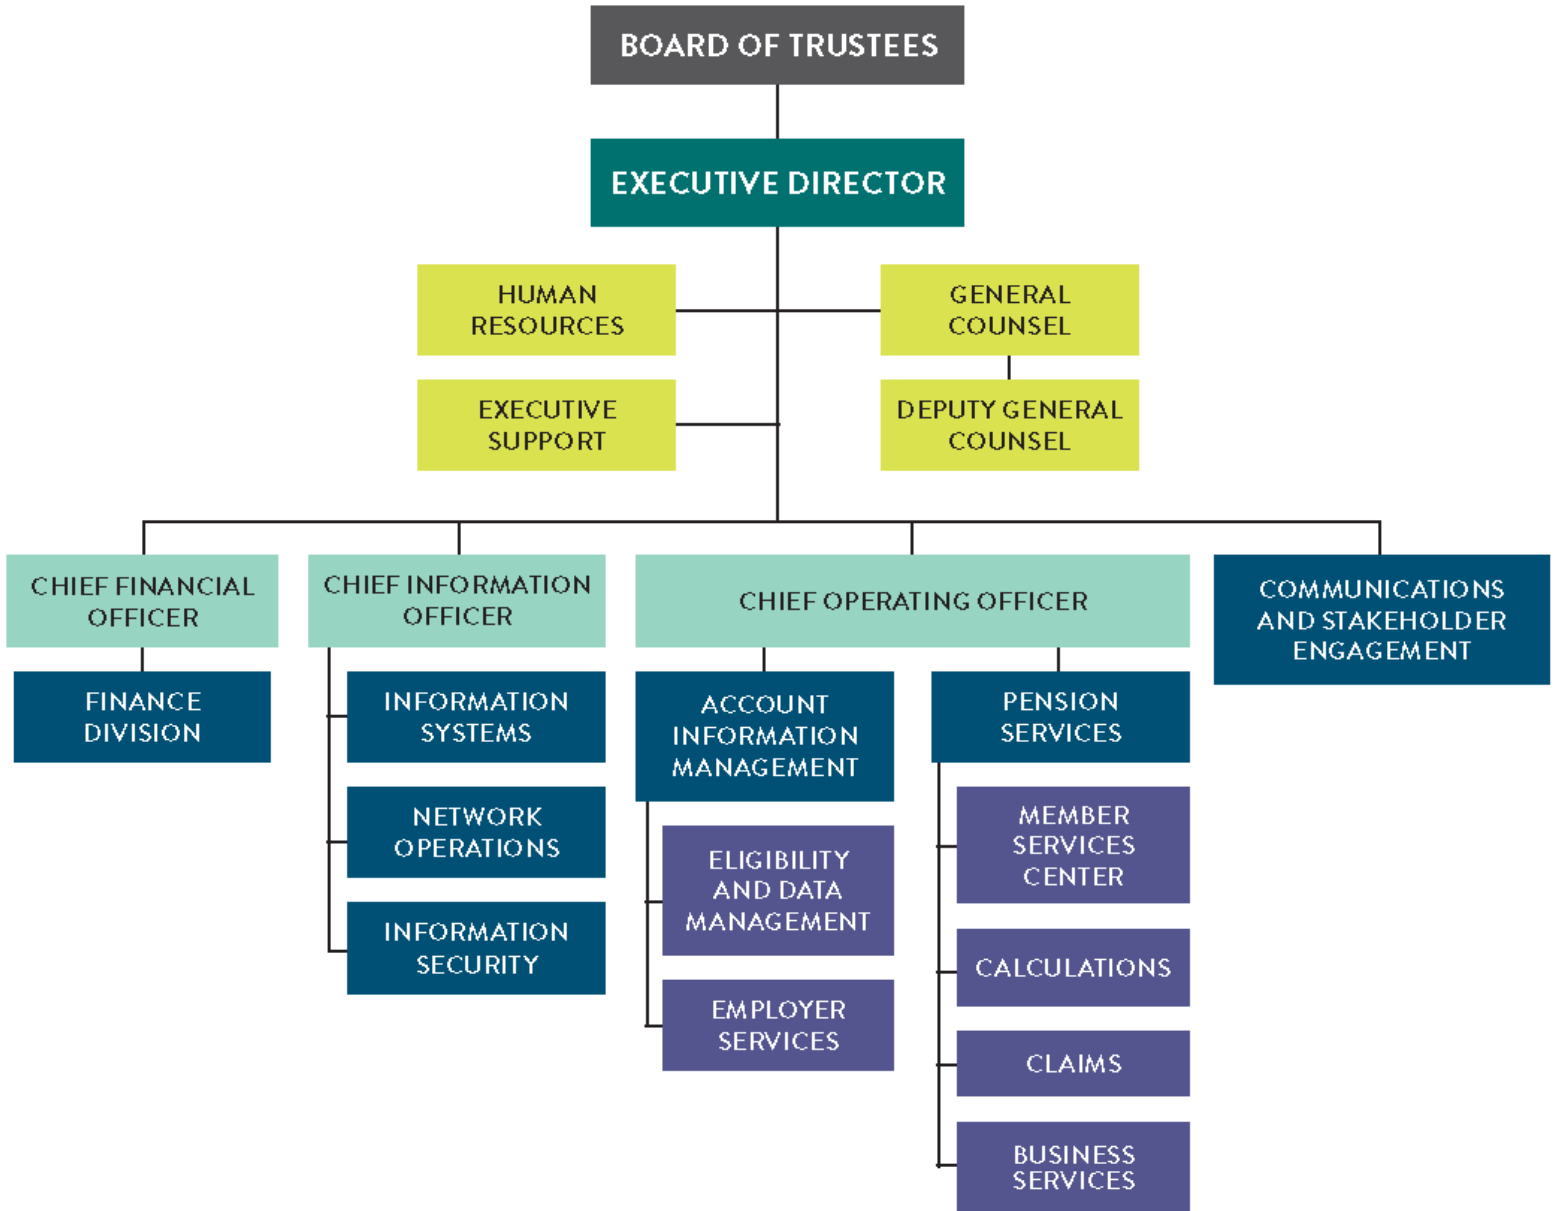 BOARD OF TRUSTEES
EXECUTIVE DIRECTOR
HUMAN
RESOURCES
GENERAL
COUNSEL
EXECUTIVE
SUPPORT
DEPUTY GENERAL
COUNSEL
CHIEF FINANCIAL
OFFICER
CHIEF INFORMATION
OFFICER
CHIEF OPERATING OFFICER
COMMUNICATIONS
AND STAKEHOLDER
ENGAGEMENT
FINANCE
DIVISION
INFORMATION
SYSTEMS
NETWORK
OPERATIONS
INFORMATION
SECURITY
ACCOUNT
INFORMATION
MANAGEMENT
ELIGIBILITY
AND DATA
MANAGEMENT
EMPLOYER
SERVICES
PENSION
SERVICES
MEMBER
SERVICES
CENTER
CALCULATIONS
CLAIMS
BUSINESS
SERVICES